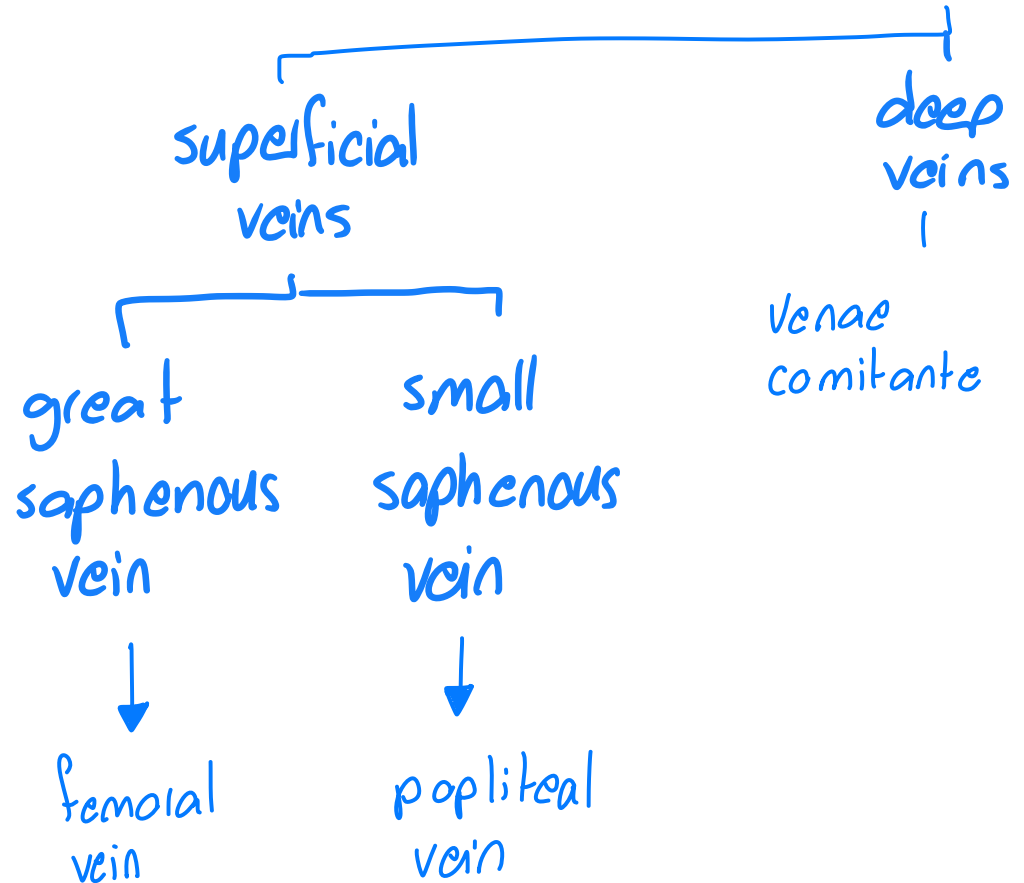 superficial
veins
deep
veins
great
saphenous
vein
small
saphenous
vein
venae
comitante
femoral
vein
popliteal
vein